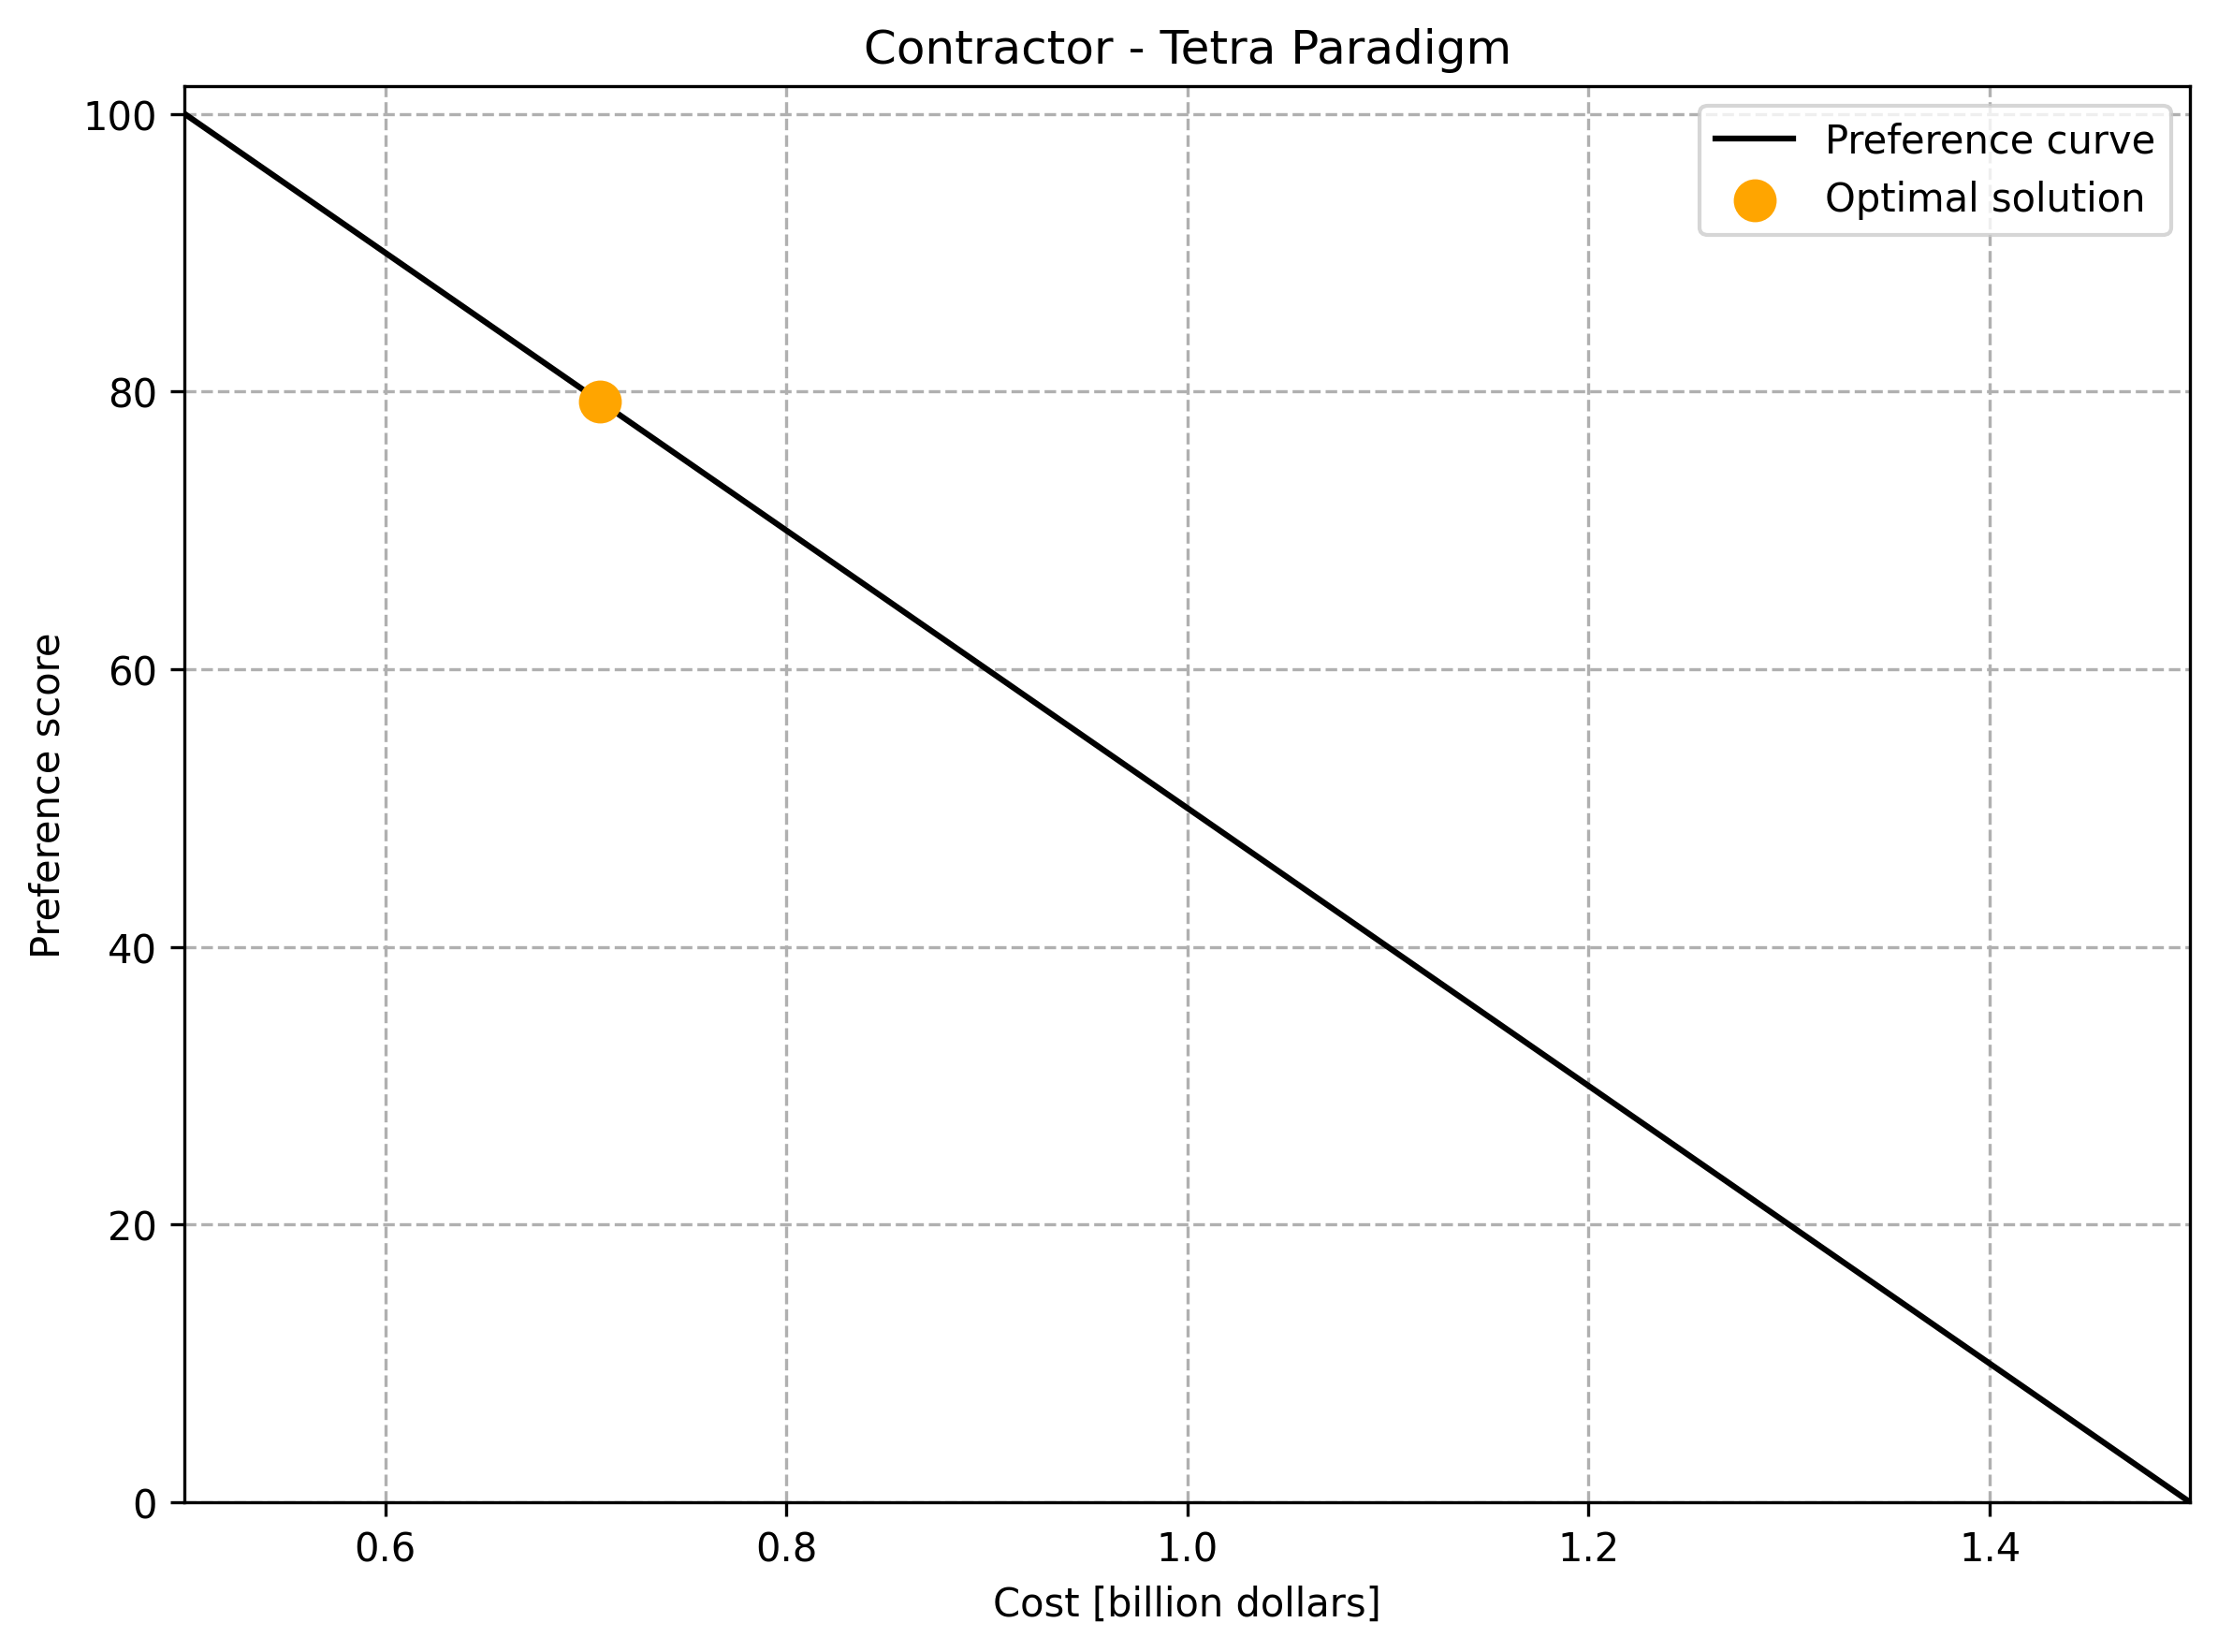 Contractor - Tetra Paradigm
Preference curve
Optimal solution
100
80
60
40
20
0
Preference score
0.6 0.8 1.0 1.2 1.4
Cost [billion dollars]